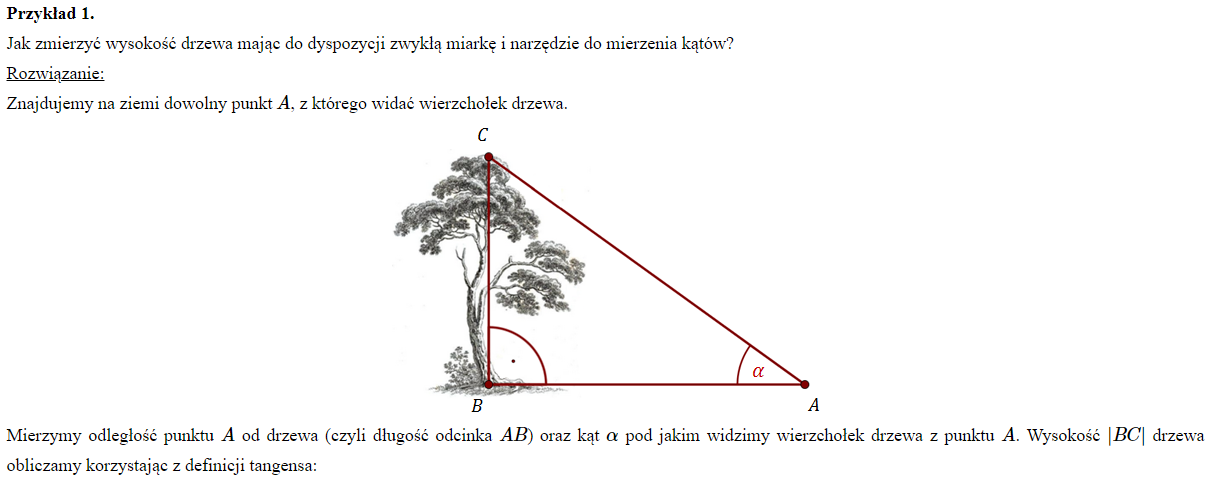 Przykład 1.
Jak zmierzyć wysokość drzewa mając do dyspozycji zwykłą miarkę i narzędzie do mierzenia kątów?
Rozwiązanie:
Znajdujemy na ziemi dowolny punkt A, z którego widać wierzchołek drzewa.
C
α
B
A
Mierzymy odległość punktu A od drzewa (czyli długość odcinka AB) oraz kąt α pod jakim widzimy wierzchołek drzewa z punktu A. Wysokość |BC| drzewa
obliczamy korzystając z definicji tangensa: